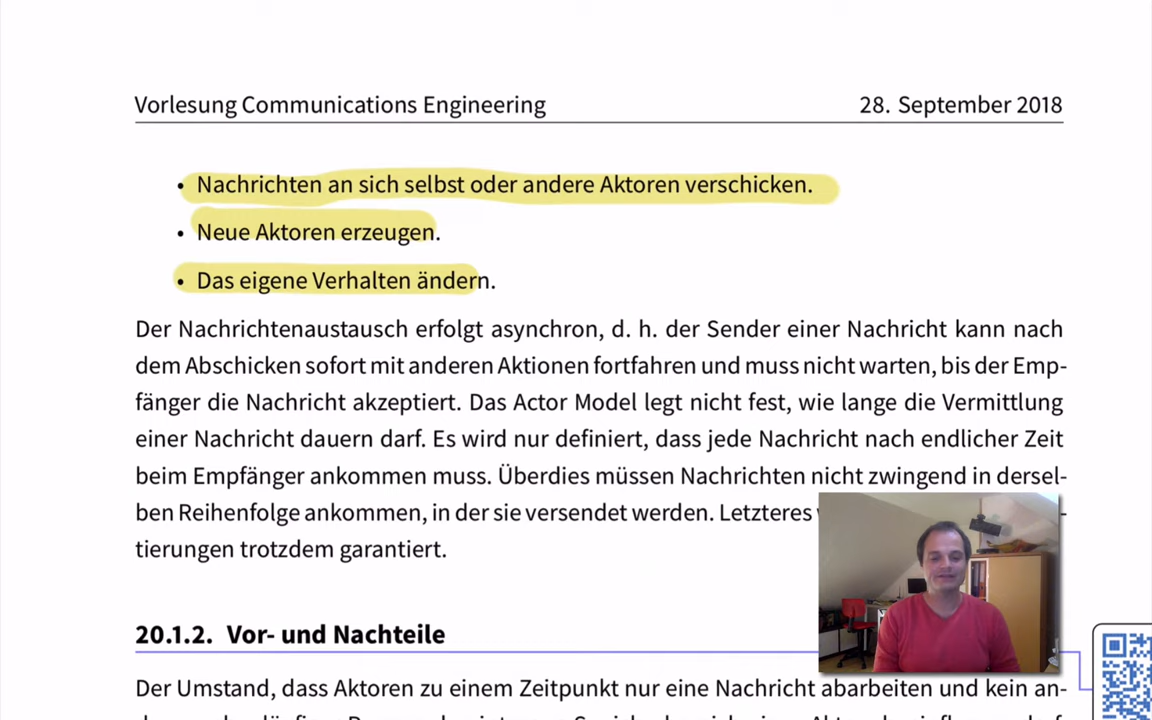 Vorlesung Communications Engineering 28. September 2018
• Nachrichten an sich selbst oder andere Aktoren verschicken.
• Neue Aktoren erzeugen.
• Das eigene Verhalten ändern.
Der Nachrichtenaustausch erfolgt asynchron, d. h. der Sender einer Nachricht kann nach
dem Abschicken sofort mit anderen Aktionen fortfahren und muss nicht warten, bis der Emp-
fänger die Nachricht akzeptiert. Das Actor Model legt nicht fest, wie lange die Vermittlung
einer Nachricht dauern darf. Es wird nur definiert, dass jede Nachricht nach endlicher Zeit
beim Empfänger ankommen muss. Überdies müssen Nachrichten nicht zwingend in dersel-
ben Reihenfolge ankommen, in der sie versendet werden. Letzteres
tierungen trotzdem garantiert.
20.1.2. Vor- und Nachteile
Der Umstand, dass Aktoren zu einem Zeitpunkt nur eine Nachricht abarbeiten und kein an-